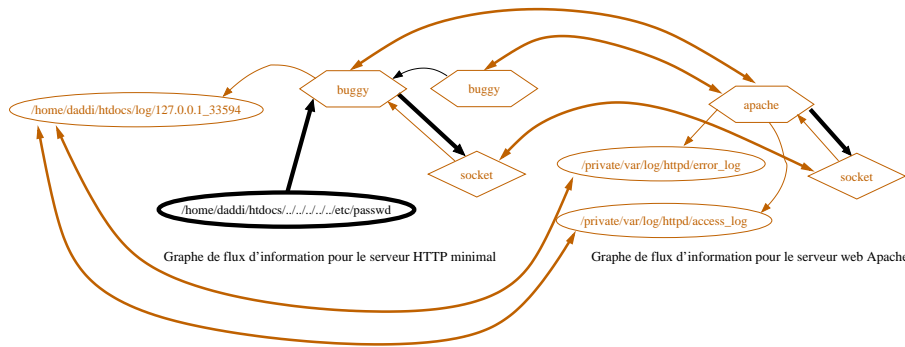 buggy
buggy
/home/daddi/htdocs/log/127.0.0.1_33594
apache
/private/var/log/httpd/error_log
socket
socket
/home/daddi/htdocs/../../../../../etc/passwd
/private/var/log/httpd/access_log
Graphe de flux d'information pour le serveur HTTP minimal
Graphe de flux d'information pour le serveur web Apache